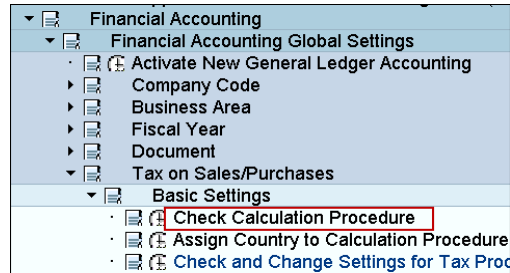 Financial Accounting
Financial Accounting Global Settings
Activate New General Ledger Accounting
Company Code
Business Area
Fiscal Year
Document
Tax on Sales/Purchases
Basic Settings
Check Calculation Procedure
Assign Country to Calculation Procedure
Check and Change Settings for Tax Proc